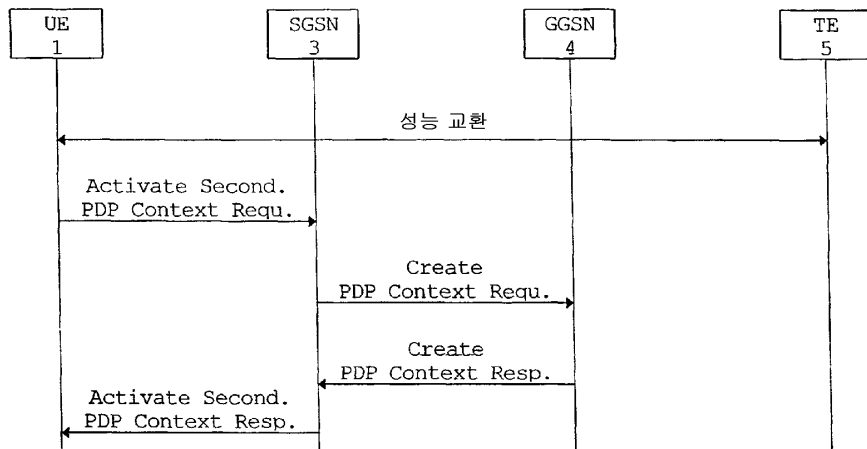 UE
1
SGSN
3
GGSN
4
TE
5
성능 교환
Activate Second.
PDP Context Requ.
Create
PDP Context Requ.
Create
PDP Context Resp.
Activate Second.
PDP Context Resp.